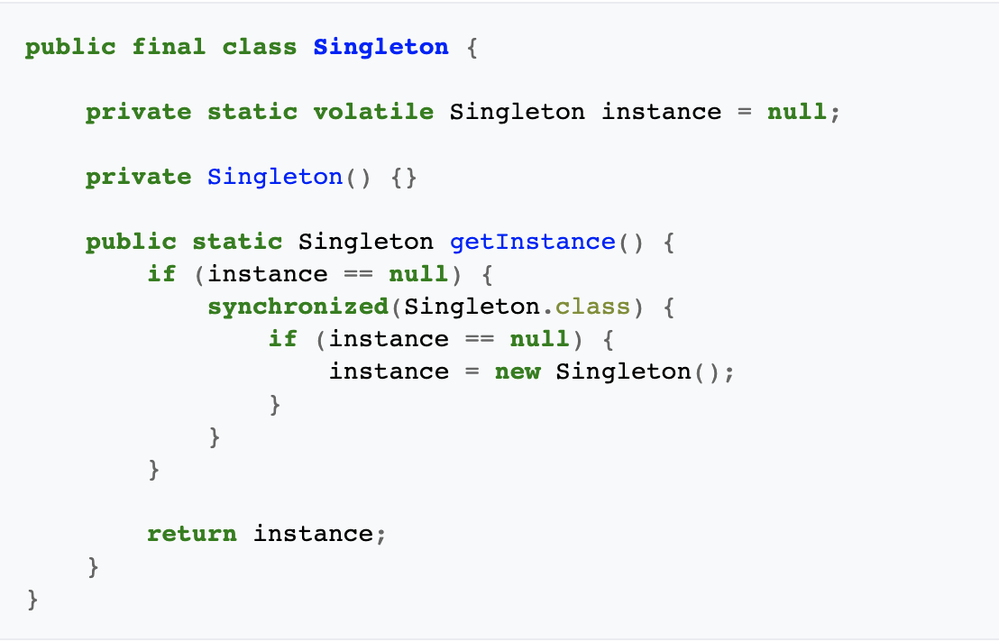 public final class Singleton {
private static volatile Singleton instance = null;
private Singleton() {}
public static Singleton getInstance() {
if (instance == null) {
synchronized(Singleton.class) {
if (instance == null) {
instance = new Singleton();
}
}
}
return instance;
}
}